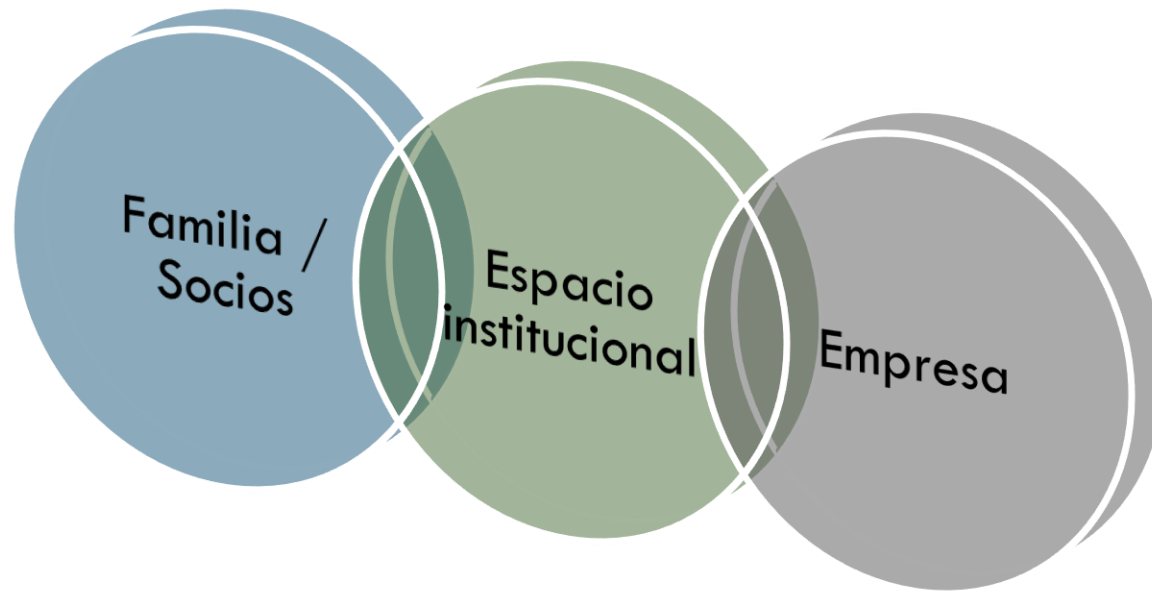 Familia /
Socios
Espacio
institucional
Empresa